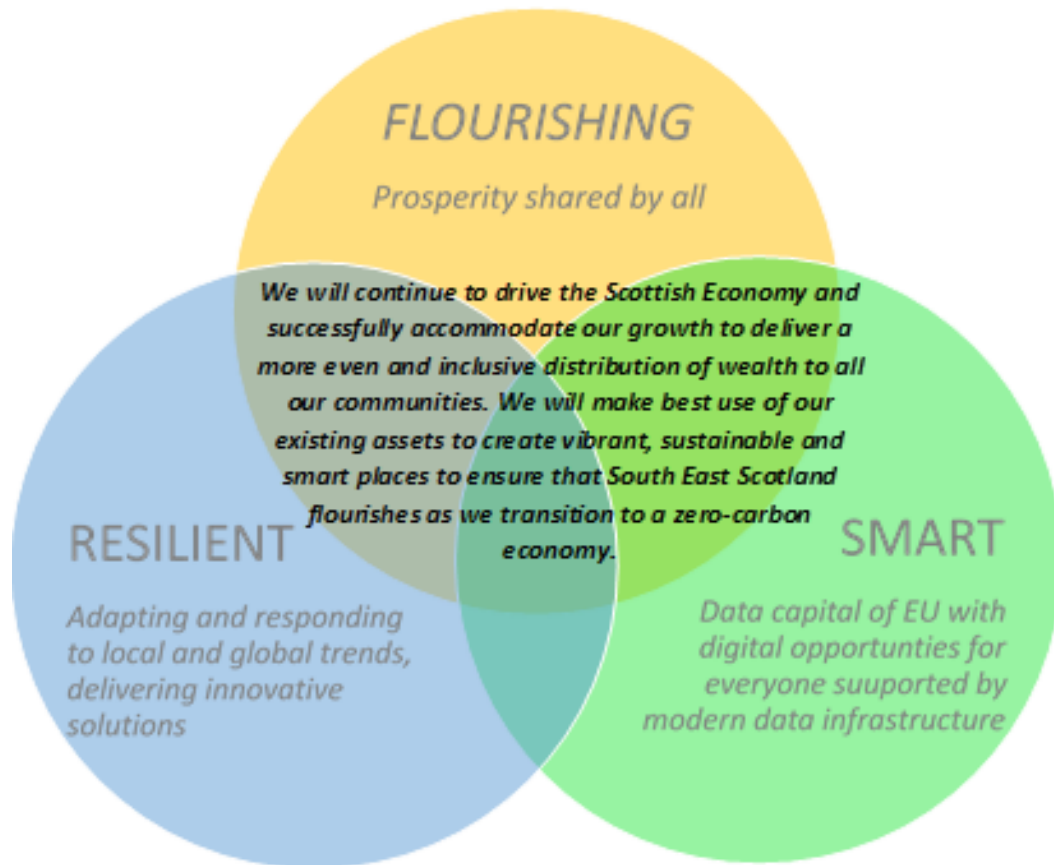 FLOURISHING
Prosperity shared by all
We will continue to drive the Scottish Economy and
successfully accommodate our growth to deliver a
more even and inclusive distribution of wealth to all
our communities. We will make best use of our
existing assets to create vibrant, sustainable and
smart places to ensure that South East Scotland
flourishes as we transition to a zero-carbon
economy.
RESILIENT
Adapting and responding
to local and global trends,
delivering innovative
solutions
SMART
Data capital of EU with
digital opportunties for
everyone suuported by
modern data infrastructure